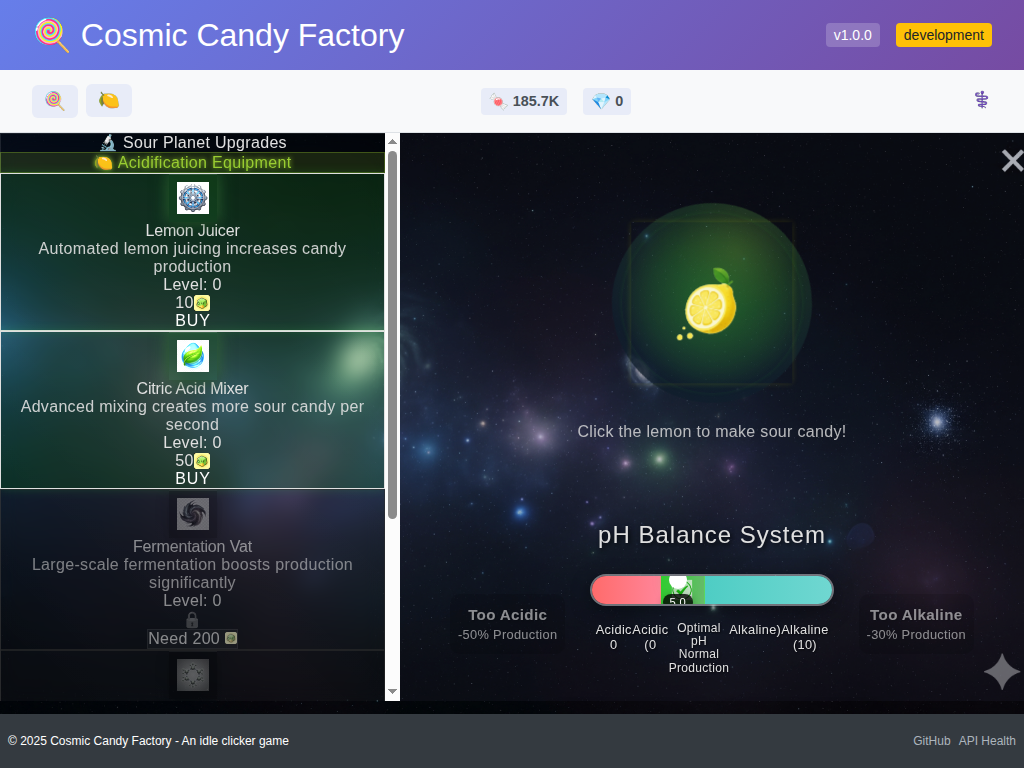 Cosmic Candy Factory
v1.0.0
development
185.7K
0
Sour Planet Upgrades
Acidification Equipment
Lemon Juicer
Automated lemon juicing increases candy
production
Level: 0
10
BUY
Citric Acid Mixer
Advanced mixing creates more sour candy per
second
Level: 0
50
BUY
Fermentation Vat
Large-scale fermentation boosts production
significantly
Level: 0
Need 200
Click the lemon to make sour candy!
pH Balance System
5.0
Too Acidic
-50% Production
Acidic
0
Acidic
(0
Optimal
pH
Normal
Production
Alkaline)
Alkaline
(10)
Too Alkaline
-30% Production
© 2025 Cosmic Candy Factory - An idle clicker game
GitHub API Health